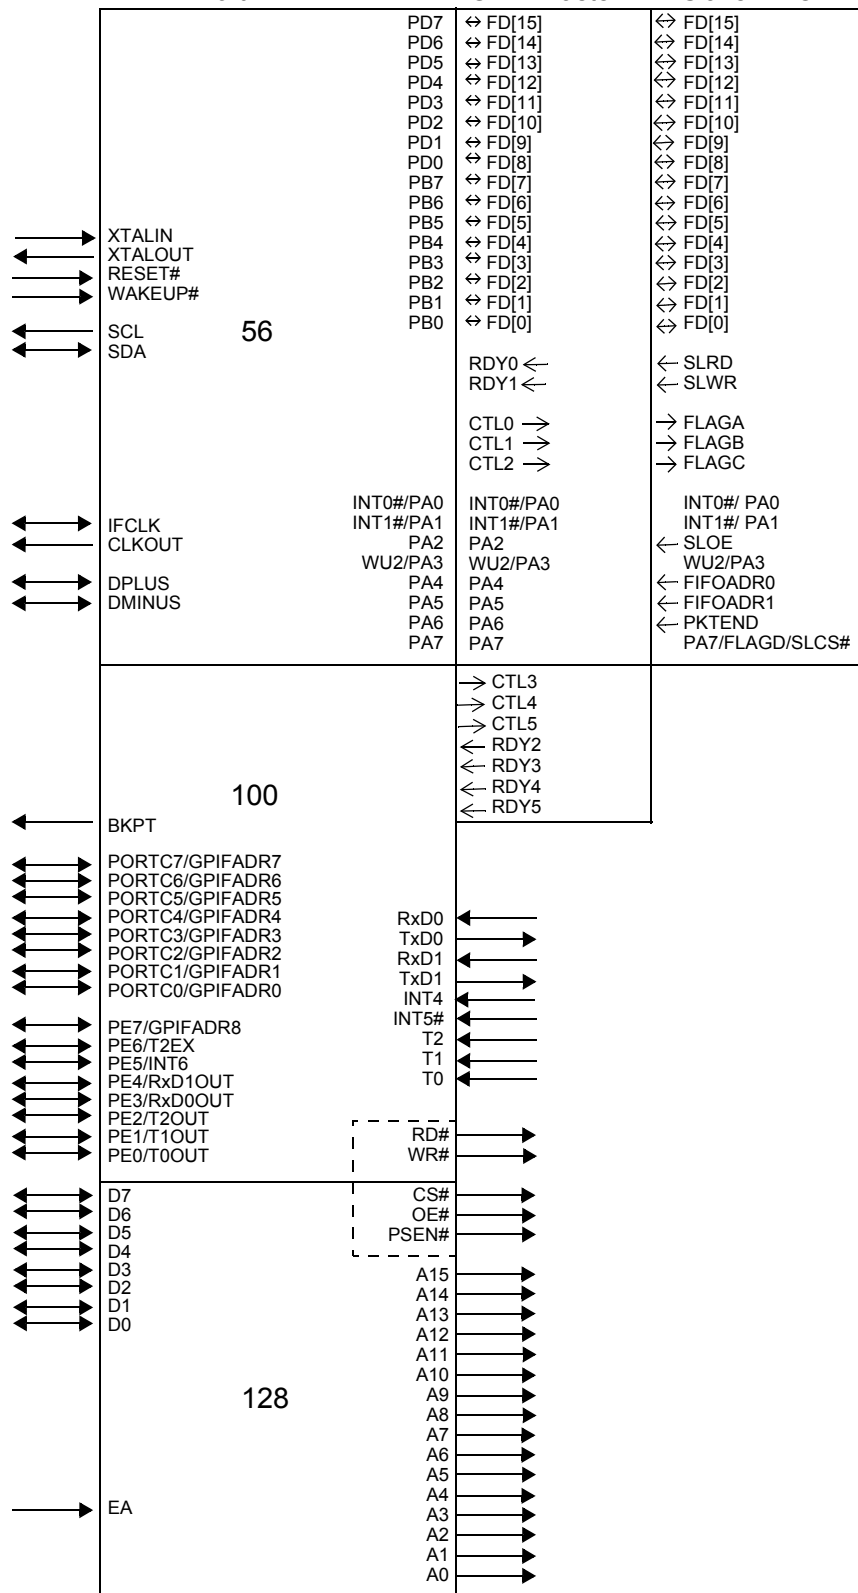 PD7 FD[15] FD[15]
PD6 FD[14] FD[14]
PD5 FD[13] FD[13]
PD4 FD[12] FD[12]
PD3 FD[11] FD[11]
PD2 FD[10] FD[10]
PD1 FD[9] FD[9]
PD0 FD[8] FD[8]
PB7 FD[7] FD[7]
PB6 FD[6] FD[6]
PB5 FD[5] FD[5]
XTALIN PB4 FD[4] FD[4]
XTALOUT PB3 FD[3] FD[3]
RESET# PB2 FD[2] FD[2]
WAKEUP# PB1 FD[1] FD[1]
SCL 56 PB0 FD[0] FD[0]
SDA
RDY0 SLRD
RDY1 SLWR
CTL0 FLAGA
CTL1 FLAGB
CTL2 FLAGC
INT0#/PA0 INT0#/PA0 INT0#/ PA0
IFCLK INT1#/PA1 INT1#/PA1 INT1#/ PA1
CLKOUT PA2 PA2 SLOE
WU2/PA3 WU2/PA3 WU2/PA3
DPLUS PA4 PA4 FIFOADR0
DMINUS PA5 PA5 FIFOADR1
PA6 PA6 PKTEND
PA7 PA7 PA7/FLAGD/SLCS#
CTL3
CTL4
CTL5
RDY2
RDY3
RDY4
100 RDY5
BKPT
PORTC7/GPIFADR7
PORTC6/GPIFADR6
PORTC5/GPIFADR5
PORTC4/GPIFADR4 RxD0
PORTC3/GPIFADR3 TxD0
PORTC2/GPIFADR2 RxD1
PORTC1/GPIFADR1 TxD1
PORTC0/GPIFADR0 INT4
INT5#
PE7/GPIFADR8 T2
PE6/T2EX T1
PE5/INT6 T0
PE4/RxD1OUT
PE3/RxD0OUT
PE2/T2OUT
PE1/T1OUT RD#
PE0/T0OUT WR#
D7 CS#
D6 OE#
D5 PSEN#
D4
D3 A15
D2 A14
D1 A13
D0 A12
A11
A10
128 A9
A8
A7
A6
A5
A4
EA A3
A2
A1
A0